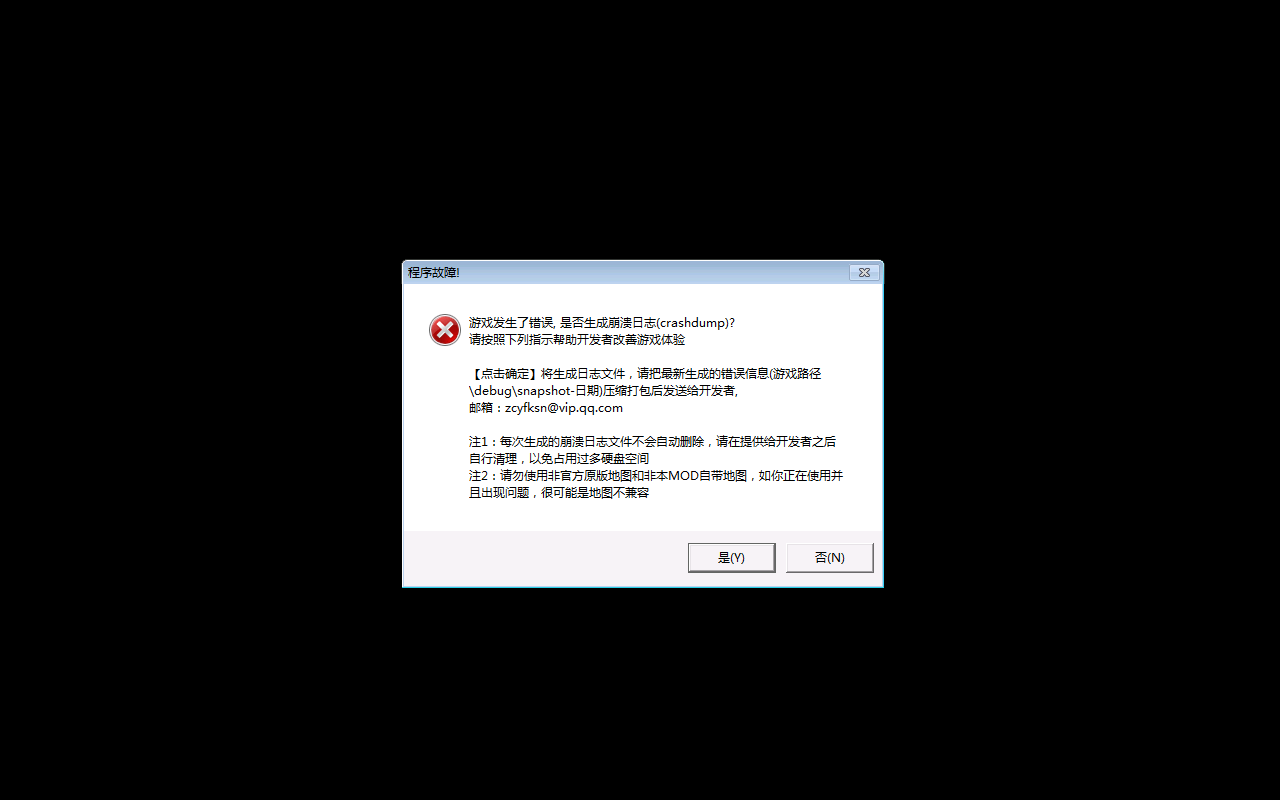 程序故障!
游戏发生了错误, 是否生成崩溃日志(crashdump)?
请按照下列指示帮助开发者改善游戏体验
【点击确定】将生成日志文件，请把最新生成的错误信息(游戏路径
\debug\snapshot-日期)压缩打包后发送给开发者,
邮箱：zcyfksn@vip.qq.com
注1：每次生成的崩溃日志文件不会自动删除，请在提供给开发者之后
自行清理，以免占用过多硬盘空间
注2：请勿使用非官方原版地图和非本MOD自带地图，如你正在使用并
且出现问题，很可能是地图不兼容
是(Y)
否(N)